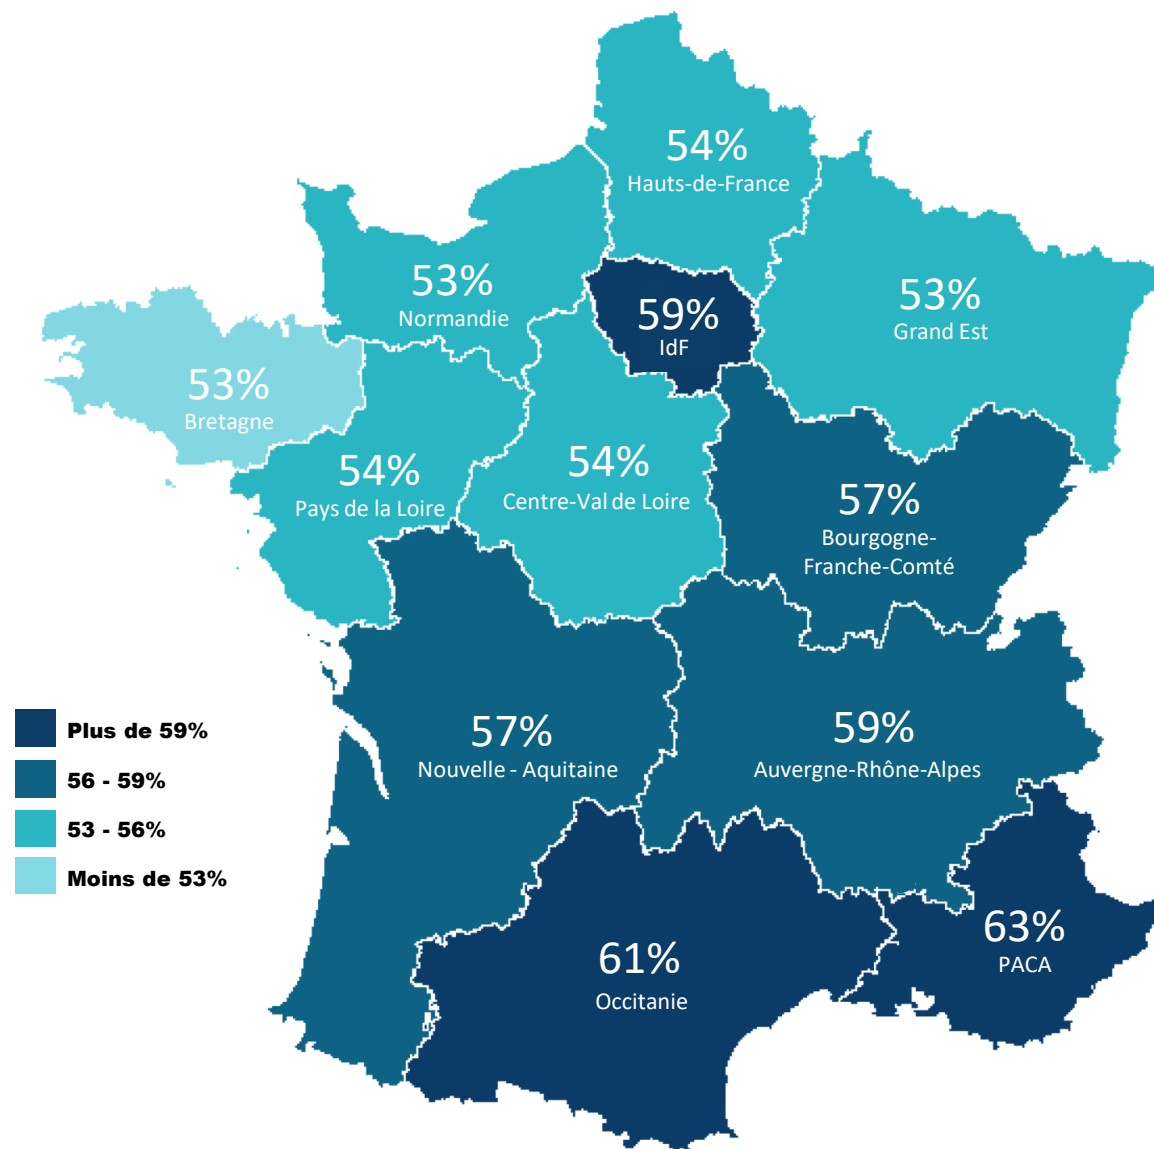 54%
Hauts-de-France
53%
Normandie
59%
IdF
53%
Grand Est
53%
Bretagne
54%
Pays de la Loire
54%
Centre-Val de Loire
57%
Bourgogne-
Franche-Comté
57%
Nouvelle - Aquitaine
59%
Auvergne-Rhône-Alpes
61%
Occitanie
63%
PACA
Plus de 59%
56 - 59%
53 - 56%
Moins de 53%